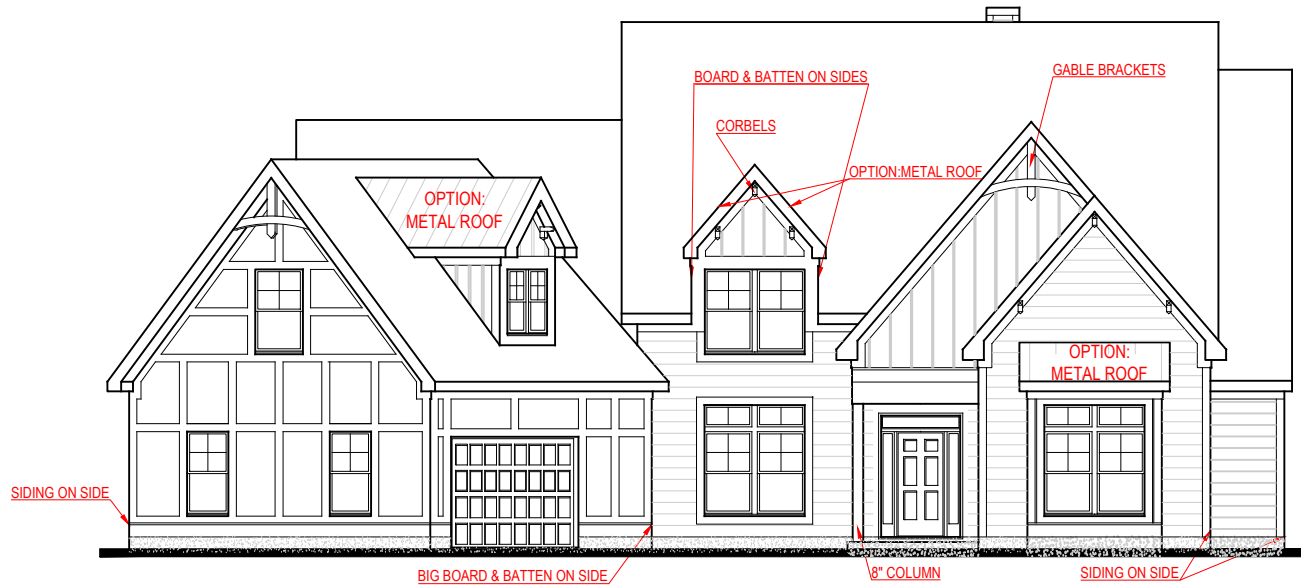 BOARD & BATTEN ON SIDES
GABLE BRACKETS
CORBELS
OPTION:METAL ROOF
OPTION:
METAL ROOF
OPTION:
METAL ROOF
SIDING ON SIDE
BIG BOARD & BATTEN ON SIDE
8" COLUMN
SIDING ON SIDE